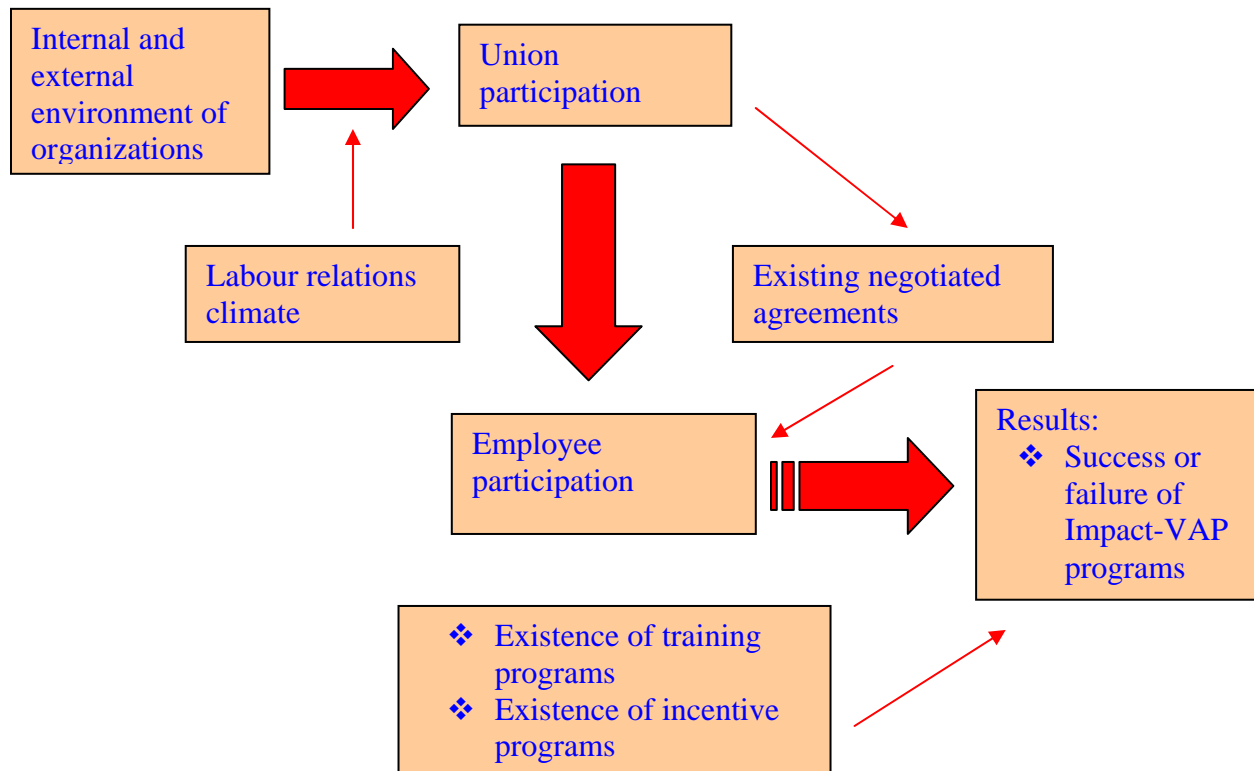 Internal and
external
environment of
organizations
Union
participation
Labour relations
climate
Existing negotiated
agreements
Employee
participation
Results:
❖ Success or
failure of
Impact-VAP
programs
❖ Existence of training
programs
❖ Existence of incentive
programs